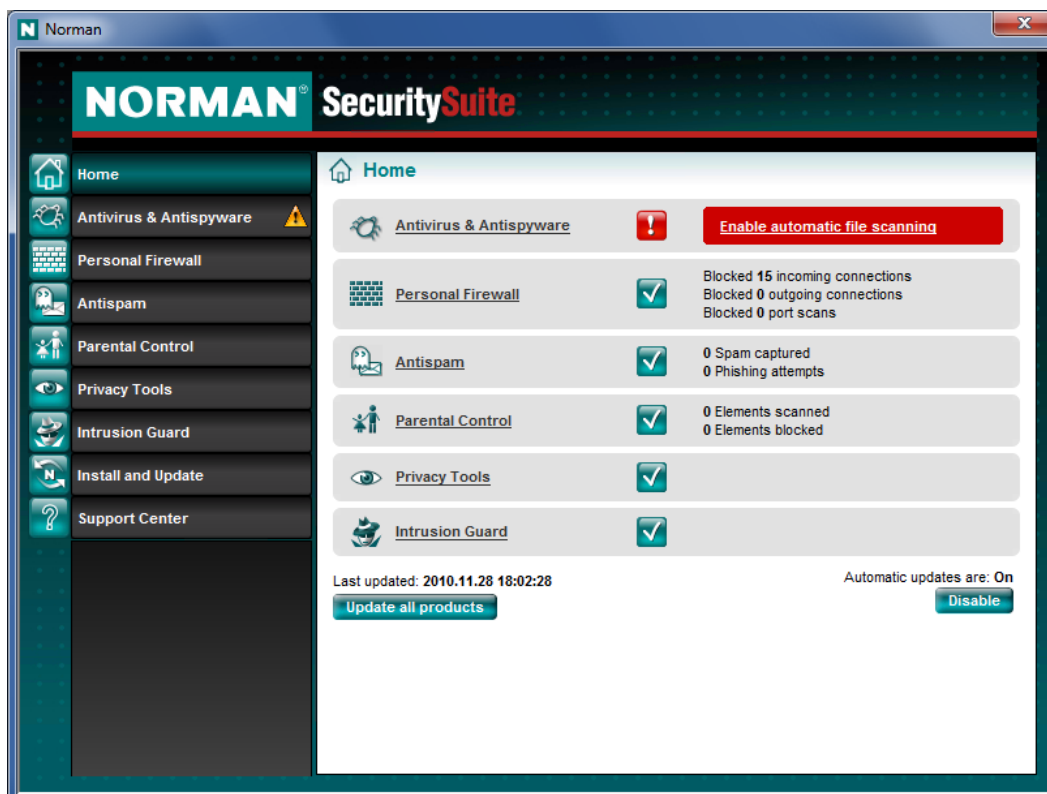 Norman
NORMAN® SecuritySuite
Home
Antivirus & Antispyware
Personal Firewall
Antispam
Parental Control
Privacy Tools
Intrusion Guard
Install and Update
Support Center
Home
Antivirus & Antispyware
Enable automatic file scanning
Personal Firewall
Blocked 15 incoming connections
Blocked 0 outgoing connections
Blocked 0 port scans
Antispam
0 Spam captured
0 Phishing attempts
Parental Control
0 Elements scanned
0 Elements blocked
Privacy Tools
Intrusion Guard
Last updated: 2010.11.28 18:02:28
Update all products
Automatic updates are: On
Disable